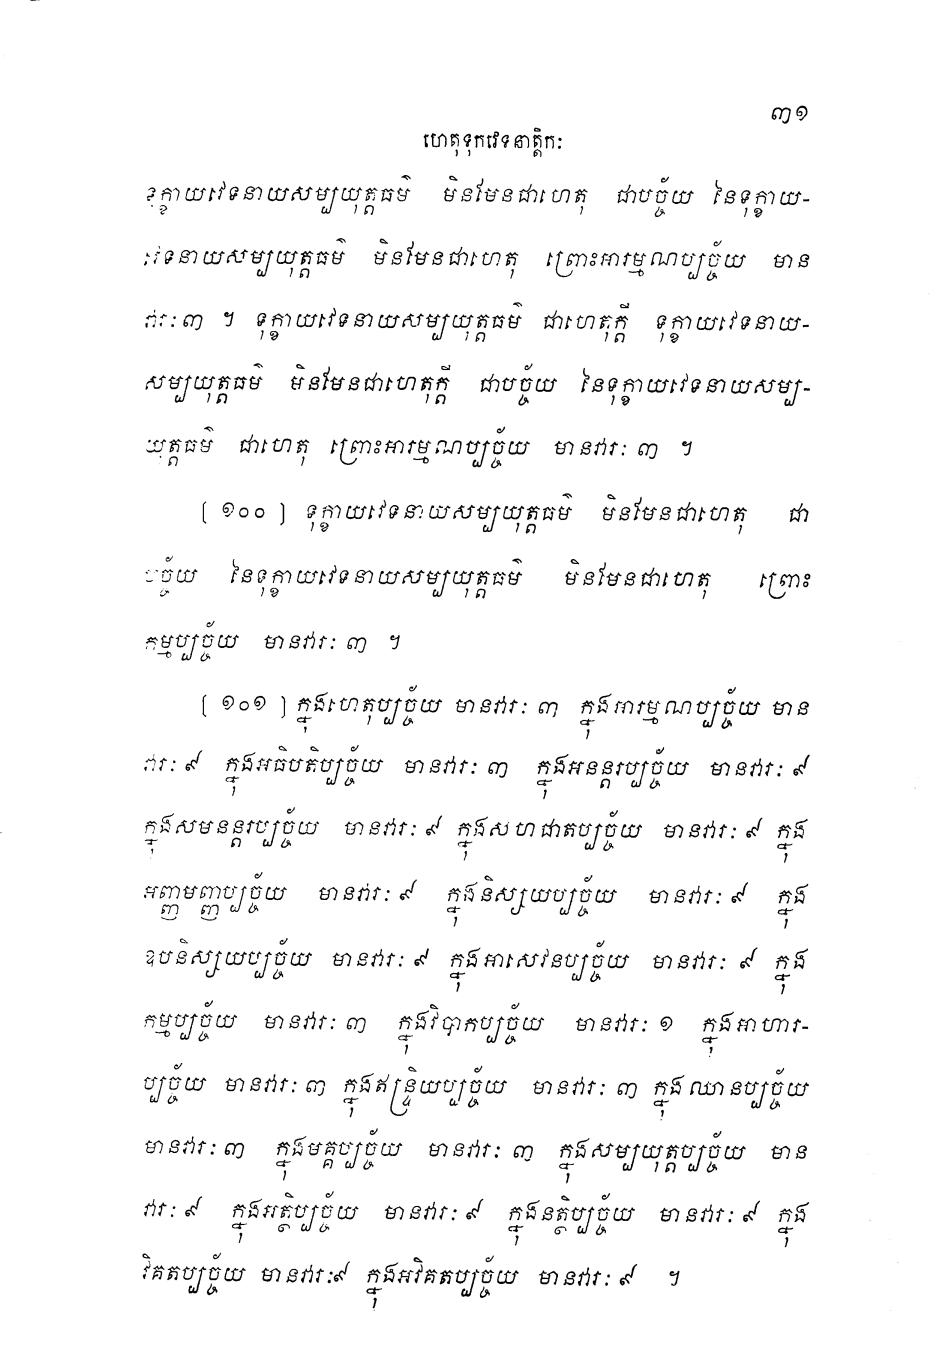 ៣១
ហេតុទុកវេទនាត្តិកៈ
ទុក្ខាយវេទនាយសម្បយុត្តធម៌ មិនមែនជាហេតុ ជាបច្ច័យ នៃទុក្ខាយ-
វេទនាយសម្បយុត្តធម៌ មិនមែនជាហេតុ ព្រោះអារម្មណប្បច្ច័យ មាន
វារៈ ៣ ។ ទុក្ខាយវេទនាយសម្បយុត្តធម៌ ជាហេតុក្តី ទុក្ខាយវេទនាយ-
សម្បយុត្តធម៌ មិនមែនជាហេតុក្តី ជាបច្ច័យ នៃទុក្ខាយវេទនាយសម្ប-
យុត្តធម៌ ជាហេតុ ព្រោះអារម្មណប្បច្ច័យ មានវារៈ ៣ ។
[ ១០០ ] ទុក្ខាយវេទនាយសម្បយុត្តធម៌ មិនមែនជាហេតុ ជា
បច្ច័យ នៃទុក្ខាយវេទនាយសម្បយុត្តធម៌ មិនមែនជាហេតុ ព្រោះ
កម្មប្បច្ច័យ មានវារៈ ៣ ។
[ ១០១ ] ក្នុងហេតុប្បច្ច័យ មានវារៈ ៣ ក្នុងអារម្មណប្បច្ច័យ មាន
វារៈ ៩ ក្នុងអធិបតិប្បច្ច័យ មានវារៈ ៣ ក្នុងអនន្តរប្បច្ច័យ មានវារៈ ៩
ក្នុងសមនន្តរប្បច្ច័យ មានវារៈ ៩ ក្នុងសហជាតប្បច្ច័យ មានវារៈ ៩ ក្នុង
អញ្ញមញ្ញប្បច្ច័យ មានវារៈ ៩ ក្នុងនិស្សយប្បច្ច័យ មានវារៈ ៩ ក្នុង
ឧបនិស្សយប្បច្ច័យ មានវារៈ ៩ ក្នុងអាសេវនប្បច្ច័យ មានវារៈ ៩ ក្នុង
កម្មប្បច្ច័យ មានវារៈ ៣ ក្នុងវិបាកប្បច្ច័យ មានវារៈ ១ ក្នុងអាហារ-
ប្បច្ច័យ មានវារៈ ៣ ក្នុងឥន្ទ្រិយប្បច្ច័យ មានវារៈ ៣ ក្នុងឈានប្បច្ច័យ
មានវារៈ ៣ ក្នុងមគ្គប្បច្ច័យ មានវារៈ ៣ ក្នុងសម្បយុត្តប្បច្ច័យ មាន
វារៈ ៩ ក្នុងអត្ថិប្បច្ច័យ មានវារៈ ៩ ក្នុងនត្ថិប្បច្ច័យ មានវារៈ ៩ ក្នុង
វិគតប្បច្ច័យ មានវារៈ៩ ក្នុងអវិគតប្បច្ច័យ មានវារៈ ៩ ។